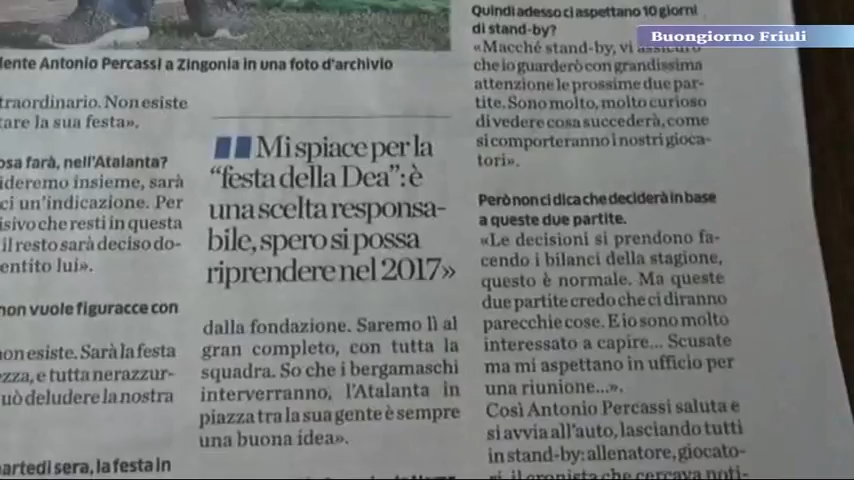 Buongiorno Friuli
lente Antonio Percassi a Zingonia in una foto d'archivio
traordinario. Non esiste
tare la sua festa».
osa farà, nell'Atalanta?
ideremo insieme, sarà
ci un'indicazione. Per
isivo che resti in questa
il resto sarà deciso do-
entito lui».
non vuole figuracce con
non esiste. Sarà la festa
ezza, e tutta nerazzur-
uò deludere la nostra
martedì sera, la festa in
Mi spiace per la
“festa della Dea”: è
una scelta responsa-
bile, spero si possa
riprendere nel 2017»
dalla fondazione. Saremo lì al
gran completo, con tutta la
squadra. So che i bergamaschi
interverranno, l'Atalanta in
piazza tra la sua gente è sempre
una buona idea».
Quindi adesso ci aspettano 10 giorni
di stand-by?
«Macché stand-by, vi assicuro
che io guarderò con grandissima
attenzione le prossime due par-
tite. Sono molto, molto curioso
di vedere cosa succederà, come
si comporteranno i nostri gioca-
tori».
Però non ci dica che deciderà in base
a queste due partite.
«Le decisioni si prendono fa-
cendo i bilanci della stagione,
questo è normale. Ma queste
due partite credo che ci diranno
parecchie cose. E io sono molto
interessato a capire... Scusate
ma mi aspettano in ufficio per
una riunione...».
Così Antonio Percassi saluta e
si avvia all'auto, lasciando tutti
in stand-by: allenatore, giocato-
ri, il cronista che cercava noti-